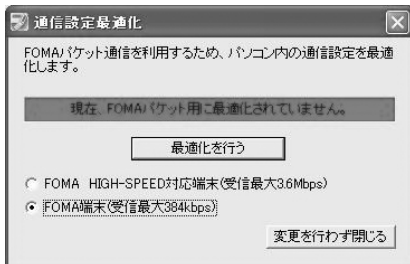 通信設定最適化
FOMAパケット通信を利用するため、パソコン内の通信設定を最適
化します。
現在、FOMAパケット用に最適化されていません。
最適化を行う
FOMA HIGH-SPEED対応端末(受信最大3.6Mbps)
FOMA端末(受信最大384kbps)
変更を行わず閉じる